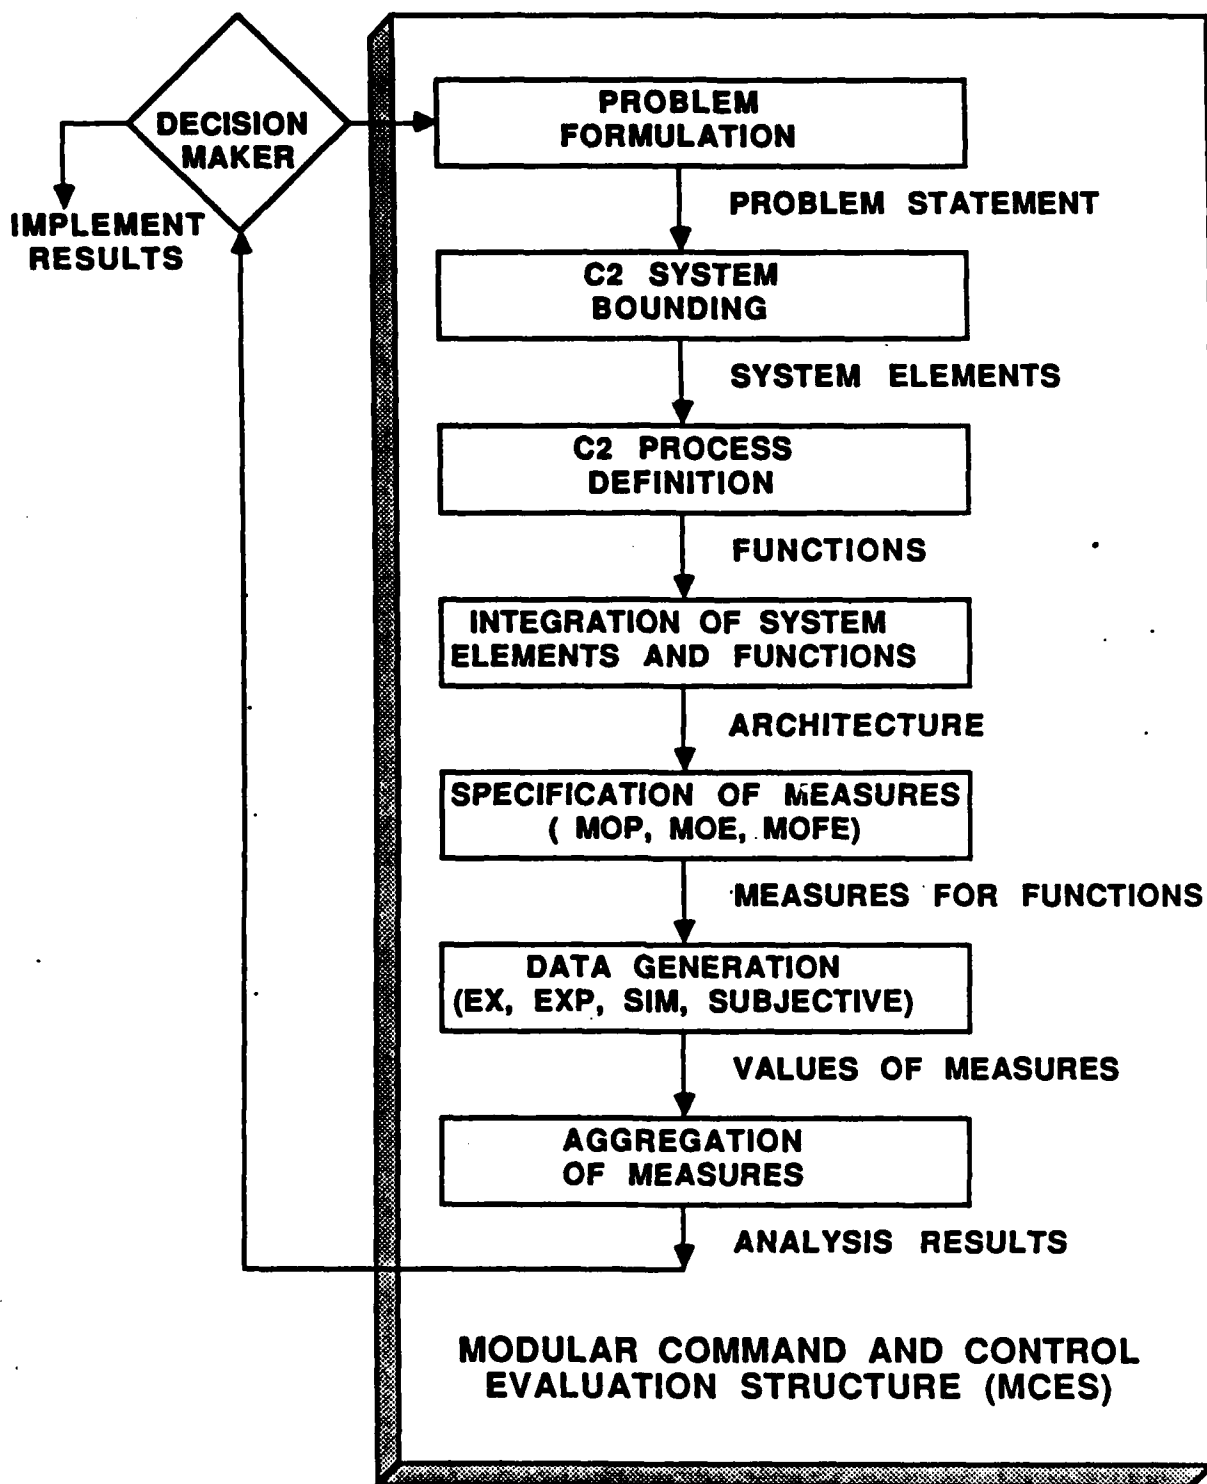 DECISION
MAKER
IMPLEMENT
RESULTS
PROBLEM
FORMULATION
PROBLEM STATEMENT
C2 SYSTEM
BOUNDING
SYSTEM ELEMENTS
C2 PROCESS
DEFINITION
FUNCTIONS
INTEGRATION OF SYSTEM
ELEMENTS AND FUNCTIONS
ARCHITECTURE
SPECIFICATION OF MEASURES
( MOP, MOE, MOFE)
MEASURES FOR FUNCTIONS
DATA GENERATION
(EX, EXP, SIM, SUBJECTIVE)
VALUES OF MEASURES
AGGREGATION
OF MEASURES
ANALYSIS RESULTS
MODULAR COMMAND AND CONTROL
EVALUATION STRUCTURE (MCES)